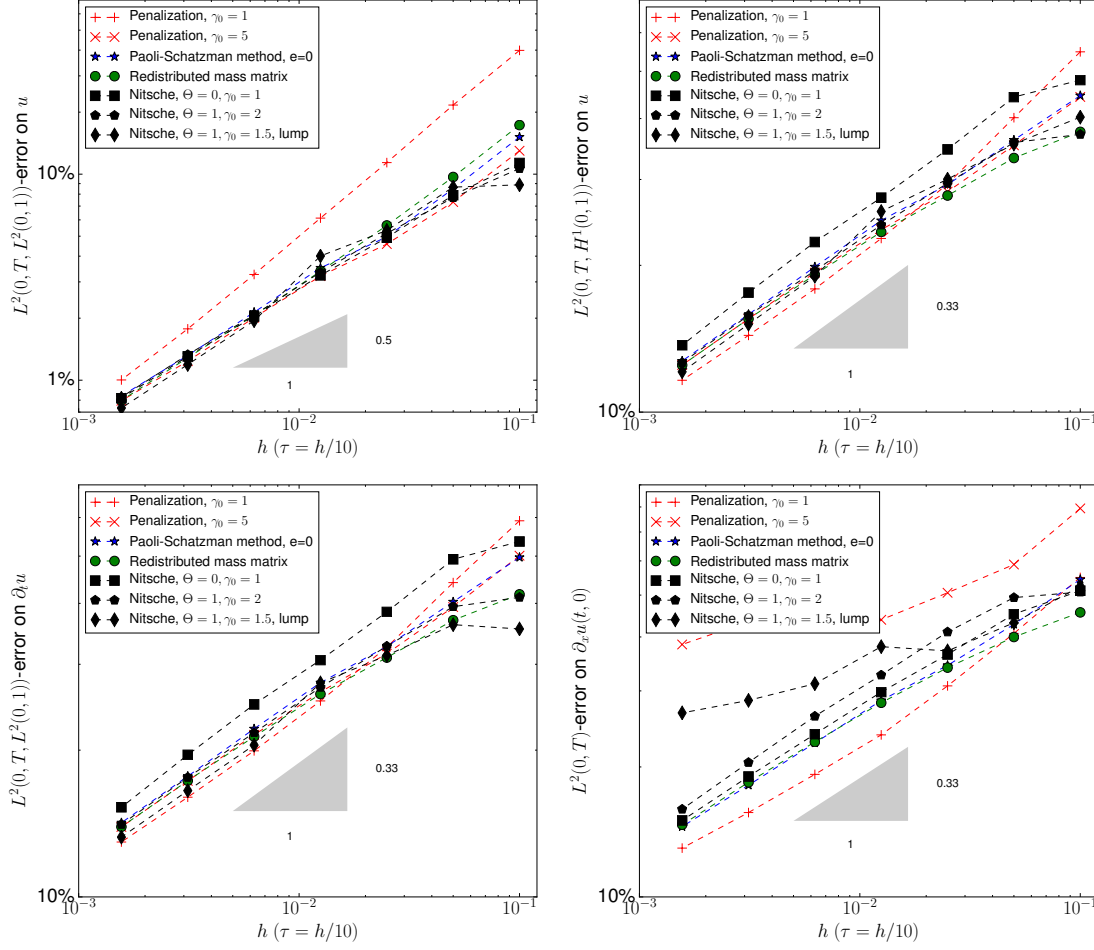 Penalization, γ₀ = 1
Penalization, γ₀ = 5
Paoli-Schatzman method, e=0
Redistributed mass matrix
Nitsche, Θ = 0, γ₀ = 1
Nitsche, Θ = 1, γ₀ = 2
Nitsche, Θ = 1, γ₀ = 1.5, lump
L²(0, T, L²(0, 1))-error on u
10%
1%
0.5
1
10⁻³
10⁻²
10⁻¹
h (τ = h/10)
Penalization, γ₀ = 1
Penalization, γ₀ = 5
Paoli-Schatzman method, e=0
Redistributed mass matrix
Nitsche, Θ = 0, γ₀ = 1
Nitsche, Θ = 1, γ₀ = 2
Nitsche, Θ = 1, γ₀ = 1.5, lump
L²(0, T, H¹(0, 1))-error on u
0.33
1
10%
10⁻³
10⁻²
10⁻¹
h (τ = h/10)
Penalization, γ₀ = 1
Penalization, γ₀ = 5
Paoli-Schatzman method, e=0
Redistributed mass matrix
Nitsche, Θ = 0, γ₀ = 1
Nitsche, Θ = 1, γ₀ = 2
Nitsche, Θ = 1, γ₀ = 1.5, lump
L²(0, T, L²(0, 1))-error on ∂ₜu
0.33
1
10%
10⁻³
10⁻²
10⁻¹
h (τ = h/10)
Penalization, γ₀ = 1
Penalization, γ₀ = 5
Paoli-Schatzman method, e=0
Redistributed mass matrix
Nitsche, Θ = 0, γ₀ = 1
Nitsche, Θ = 1, γ₀ = 2
Nitsche, Θ = 1, γ₀ = 1.5, lump
L²(0, T)-error on ∂ₓu(t, 0)
0.33
1
10%
10⁻³
10⁻²
10⁻¹
h (τ = h/10)